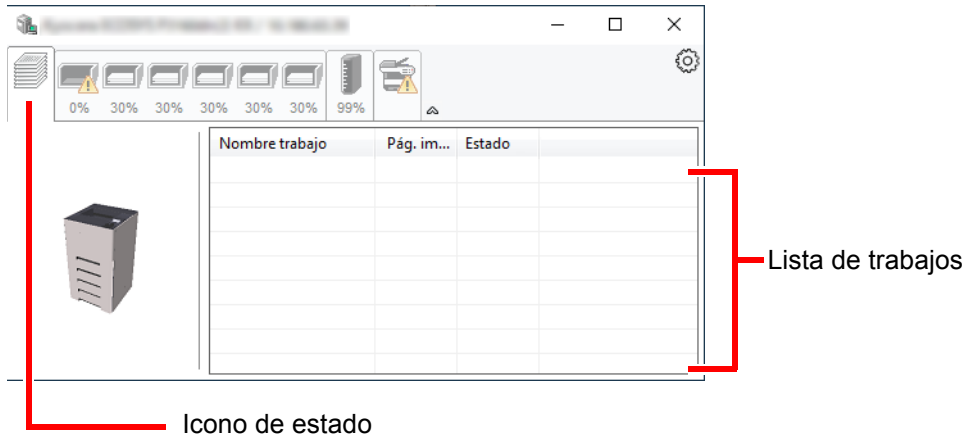 0% 30% 30% 30% 30% 30% 99%
Nombre trabajo Pág. im... Estado
Lista de trabajos
Icono de estado